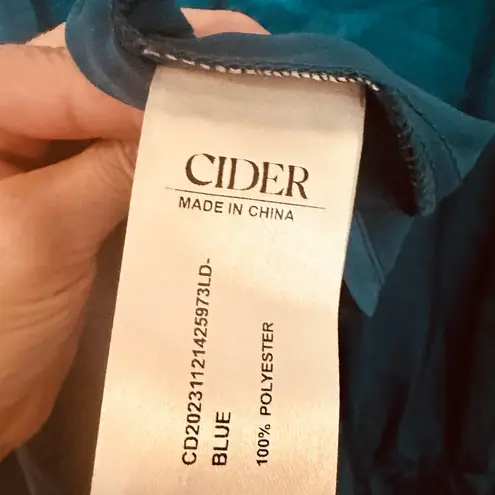 CIDER
MADE IN CHINA
CD20231121425973LD-
BLUE
100% POLYESTER